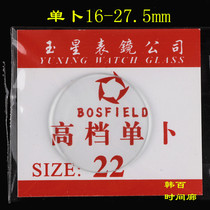 单卜16-27.5mm
玉星表鏡公司
YUXING WATCH GLASS
BOSFIELD
高档单卜
SIZE: 22
韩百
时间廊